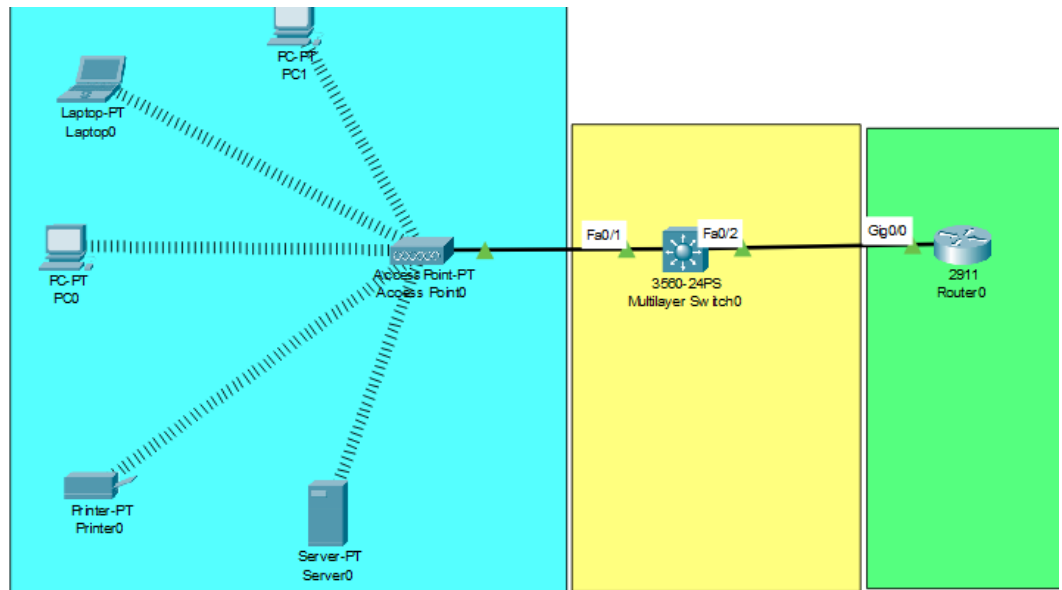 PC-PT
PC1
Laptop-PT
Laptop0
PC-PT
PC0
Access Point-PT
Access Point0
Fa0/1
Fa0/2
3560-24PS
Multilayer Switch0
Gig0/0
2911
Router0
Printer-PT
Printer0
Server-PT
Server0